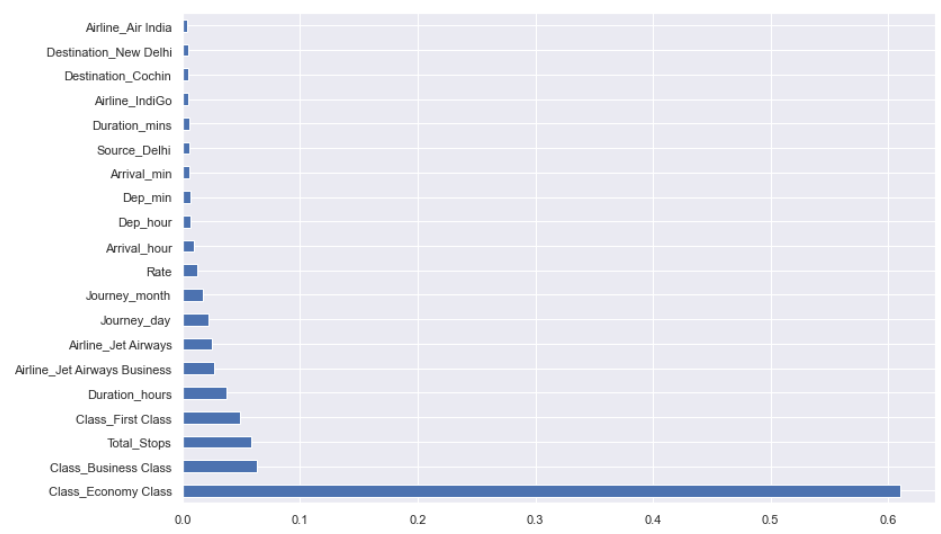 Airline_Air India
Destination_New Delhi
Destination_Cochin
Airline_IndiGo
Duration_mins
Source_Delhi
Arrival_min
Dep_min
Dep_hour
Arrival_hour
Rate
Journey_month
Journey_day
Airline_Jet Airways
Airline_Jet Airways Business
Duration_hours
Class_First Class
Total_Stops
Class_Business Class
Class_Economy Class
0.0 0.1 0.2 0.3 0.4 0.5 0.6